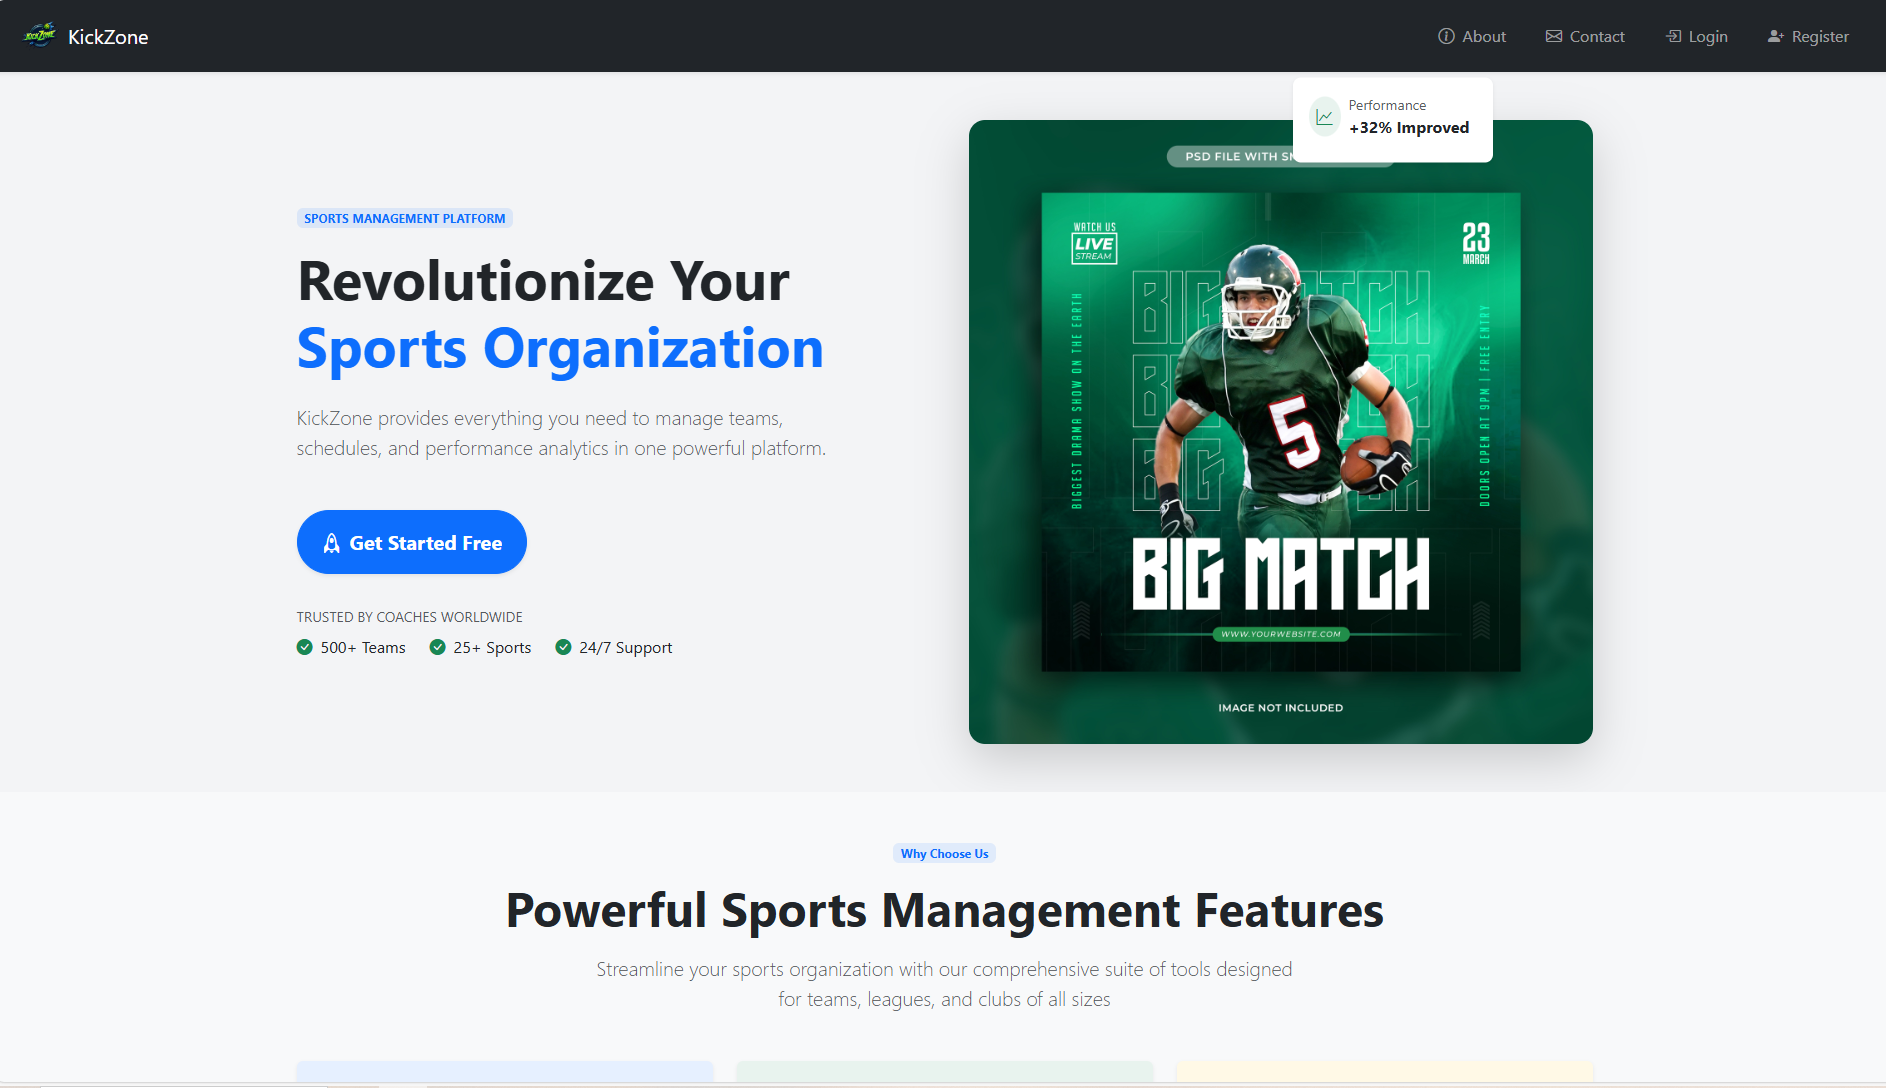 KickZone
KickZone
About
Contact
Login
Register
Performance
+32% Improved
PSD FILE WITH
SPORTS MANAGEMENT PLATFORM
Revolutionize Your
Sports Organization
KickZone provides everything you need to manage teams,
schedules, and performance analytics in one powerful platform.
Get Started Free
TRUSTED BY COACHES WORLDWIDE
500+ Teams
25+ Sports
24/7 Support
WATCH US
LIVE
STREAM
23
MARCH
BIG MATCH
BIG MATCH
BIG MATCH
BIGGEST DRAMA SHOW ON THE EARTH
DOORS OPEN AT 9PM | FREE ENTRY
5
BIG MATCH
WWW.YOURWEBSITE.COM
IMAGE NOT INCLUDED
Why Choose Us
Powerful Sports Management Features
Streamline your sports organization with our comprehensive suite of tools designed
for teams, leagues, and clubs of all sizes